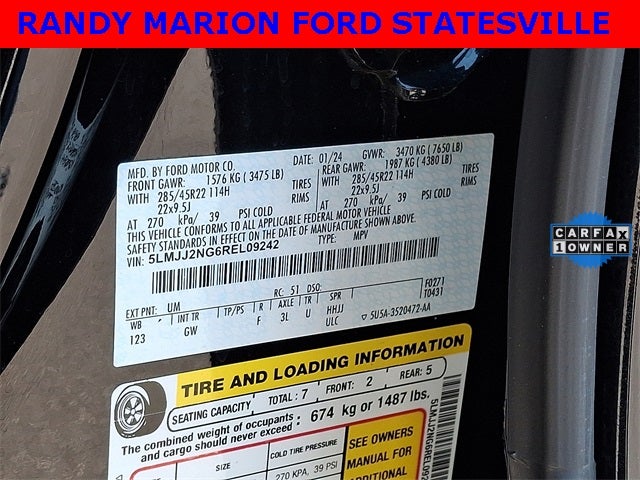 RANDY MARION FORD STATESVILLE
MFD. BY FORD MOTOR CO.
DATE: 01/24 GVWR: 3470 KG ( 7650 LB)
FRONT GAWR: 1576 KG ( 3475 LB)
REAR GAWR: 1987 KG ( 4380 LB)
WITH 285/45R22 114H TIRES
WITH 285/45R22 114H TIRES
22x9.5J RIMS
22x9.5J RIMS
AT 270 kPa/ 39 PSI COLD
AT 270 kPa/ 39 PSI COLD
THIS VEHICLE CONFORMS TO ALL APPLICABLE FEDERAL MOTOR VEHICLE
SAFETY STANDARDS IN EFFECT ON THE DATE OF MANUFACTURE SHOWN ABOVE.
VIN: 5LMJJ2NG6REL09242 TYPE: MPV
CARFAX
1 OWNER
F0271
T0431
EXT PNT: UM RC: 51 DSO:
WB INT TR TP/PS R AXLE TR SPR
123 GW F 3L U HHJJ
ULC 5U5A-3520472-AA
TIRE AND LOADING INFORMATION
SEATING CAPACITY TOTAL : 7 FRONT: 2 REAR: 5
The combined weight of occupants
and cargo should never exceed: 674 kg or 1487 lbs.
SIZE COLD TIRE PRESSURE
270 KPA, 39 PSI
SEE OWNERS
MANUAL FOR
ADDITIONAL
5LMJJ2NG6REL092